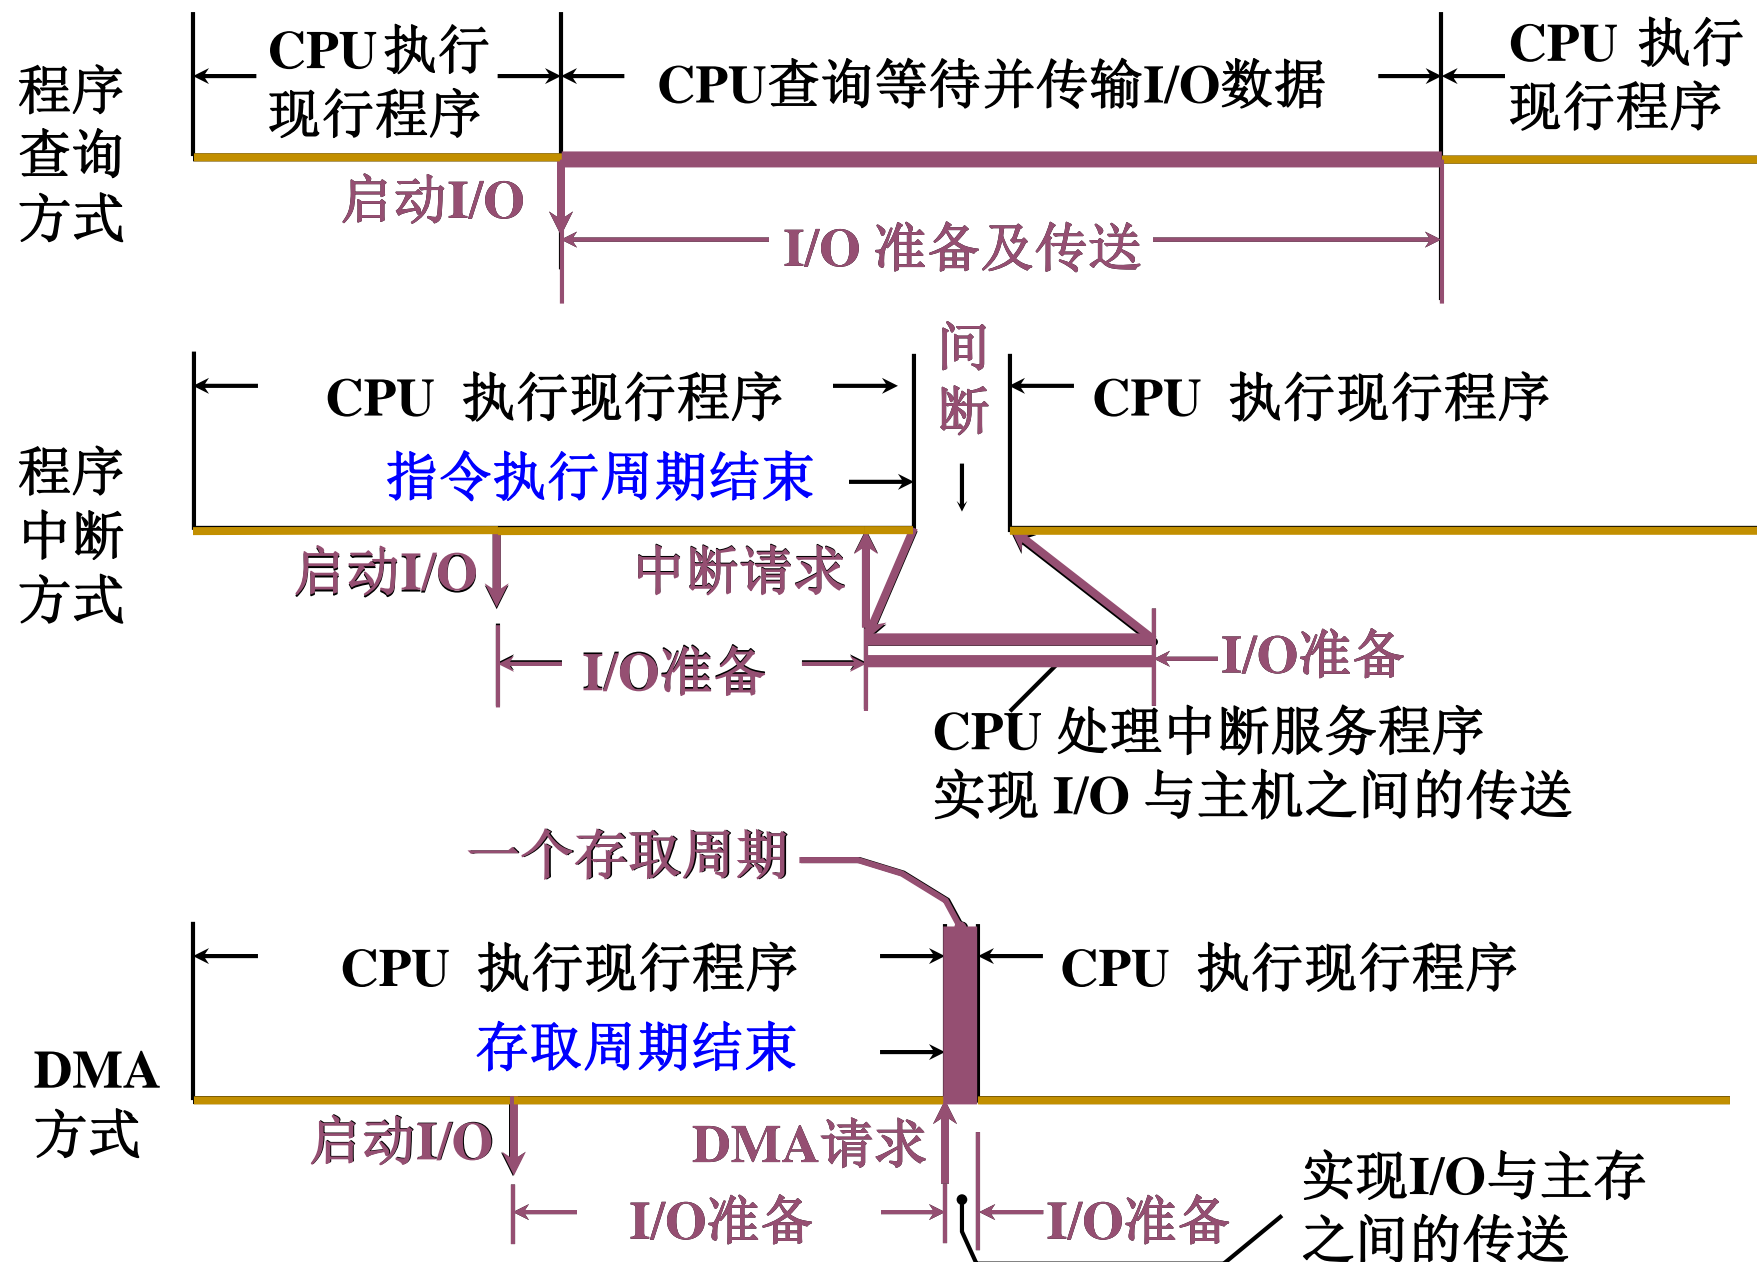 程序
查询
方式
CPU 执行
现行程序
CPU查询等待并传输I/O数据
CPU 执行
现行程序
启动I/O
I/O 准备及传送
程序
中断
方式
CPU 执行现行程序
间
断
CPU 执行现行程序
指令执行周期结束
启动I/O
中断请求
I/O准备
I/O准备
CPU 处理中断服务程序
实现 I/O 与主机之间的传送
一个存取周期
DMA
方式
CPU 执行现行程序
CPU 执行现行程序
存取周期结束
启动I/O
DMA请求
I/O准备
I/O准备
实现I/O与主存
之间的传送